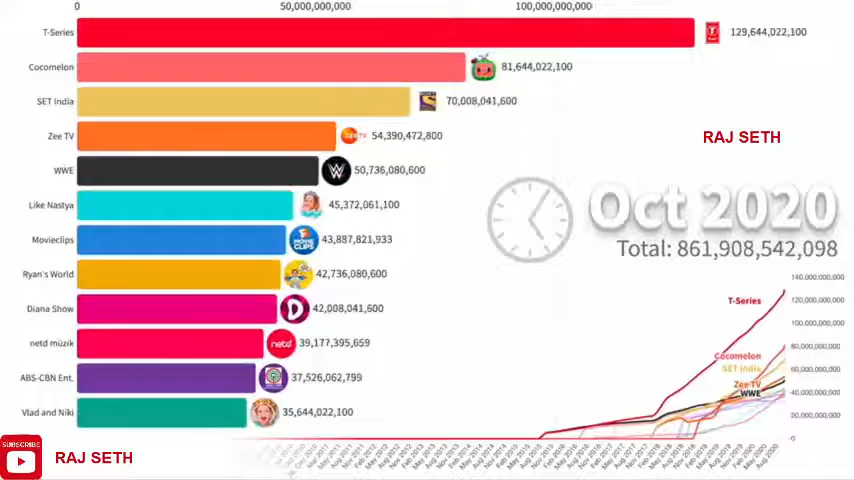 0 50,000,000,000 100,000,000,000
T-Series 129,644,022,100
Cocomelon 81,644,022,100
SET India 70,008,041,600
Zee TV 54,390,472,800
WWE 50,736,080,600
Like Nastya 45,372,061,100
Movieclips 43,887,821,933
Ryan's World 42,736,080,600
Diana Show 42,008,041,600
netd müzik 39,177,395,659
ABS-CBN Ent. 37,526,062,799
Vlad and Niki 35,644,022,100
RAJ SETH
Oct 2020
Total: 861,908,542,098
140,000,000,000
120,000,000,000
100,000,000,000
80,000,000,000
60,000,000,000
40,000,000,000
20,000,000,000
0
T-Series
Cocomelon
SET India
Zee TV
WWE
MOVIE CLIPS
netd
SUBSCRIBE
RAJ SETH